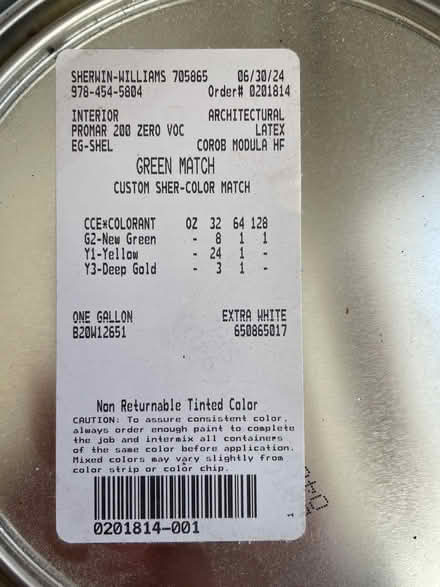 SHERWIN-WILLIAMS 705865 06/30/24
978-454-5804 Order# 0201814
INTERIOR ARCHITECTURAL
PROMAR 200 ZERO VOC LATEX
EG-SHEL COROB MODULA HF
GREEN MATCH
CUSTOM SHER-COLOR MATCH
CCE*COLORANT OZ 32 64 128
G2-New Green - 8 1 1
Y1-Yellow - 24 1 -
Y3-Deep Gold - 3 1 -
ONE GALLON EXTRA WHITE
B20W12651 650865017
Non Returnable Tinted Color
CAUTION: To assure consistent color,
always order enough paint to complete
the job and intermix all containers
of the same color before application.
Mixed colors may vary slightly from
color strip or color chip.
0201814-001
1